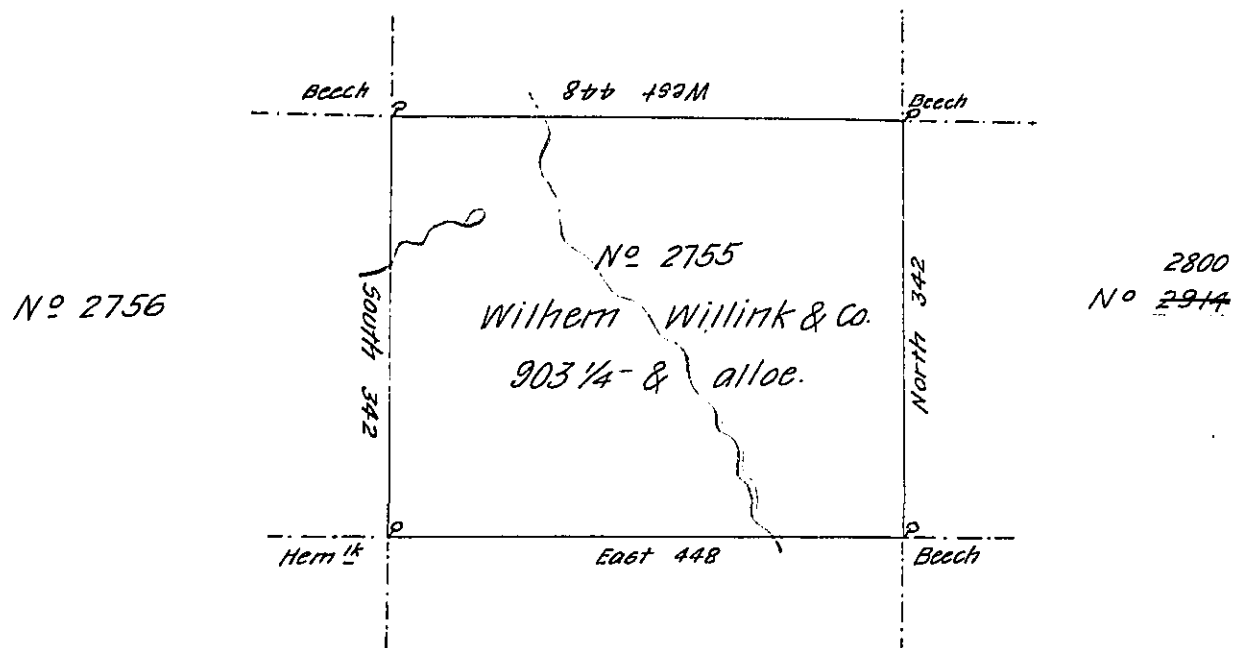 Beech
West 448
Beech
Nº 2755
2800
Nº 2756
South 342
North 342
Nº 2914
Wilhem Willink & Co.
903 1/4 - & alloe.
Hem lk
East 448
Beech